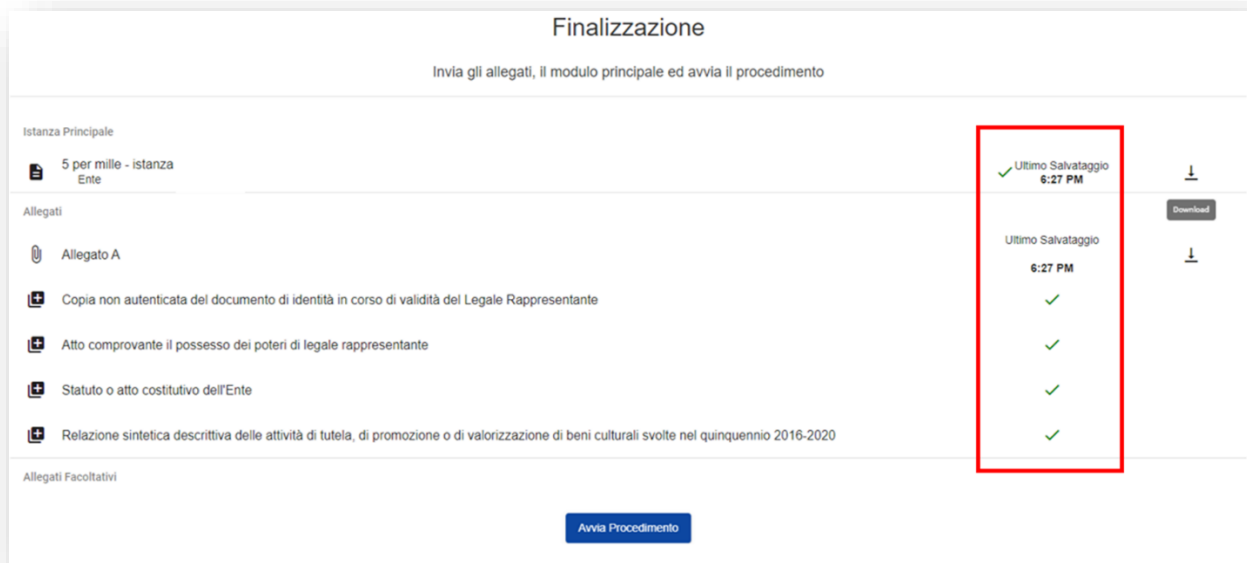 Finalizzazione
Invia gli allegati, il modulo principale ed avvia il procedimento
Istanza Principale
5 per mille - istanza
Ente
Ultimo Salvataggio
6:27 PM
Allegati
Download
Allegato A
Ultimo Salvataggio
6:27 PM
Copia non autenticata del documento di identità in corso di validità del Legale Rappresentante
Atto comprovante il possesso dei poteri di legale rappresentante
Statuto o atto costitutivo dell'Ente
Relazione sintetica descrittiva delle attività di tutela, di promozione o di valorizzazione di beni culturali svolte nel quinquennio 2016-2020
Allegati Facoltativi
Avvia Procedimento